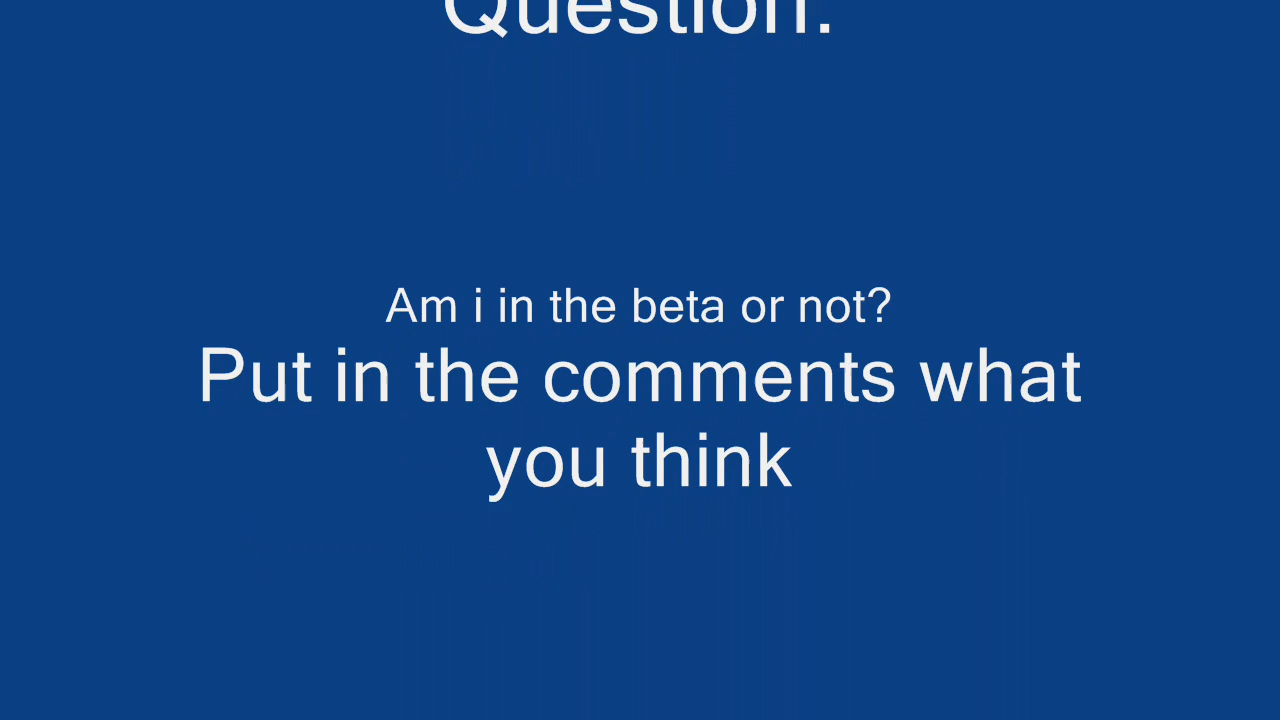 Question.
Am i in the beta or not?
Put in the comments what
you think